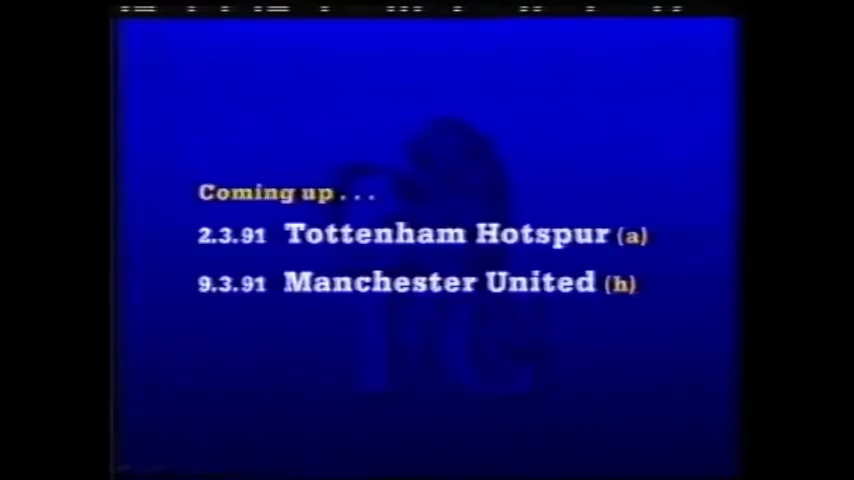 Coming up...
2.3.91 Tottenham Hotspur (a)
9.3.91 Manchester United (h)